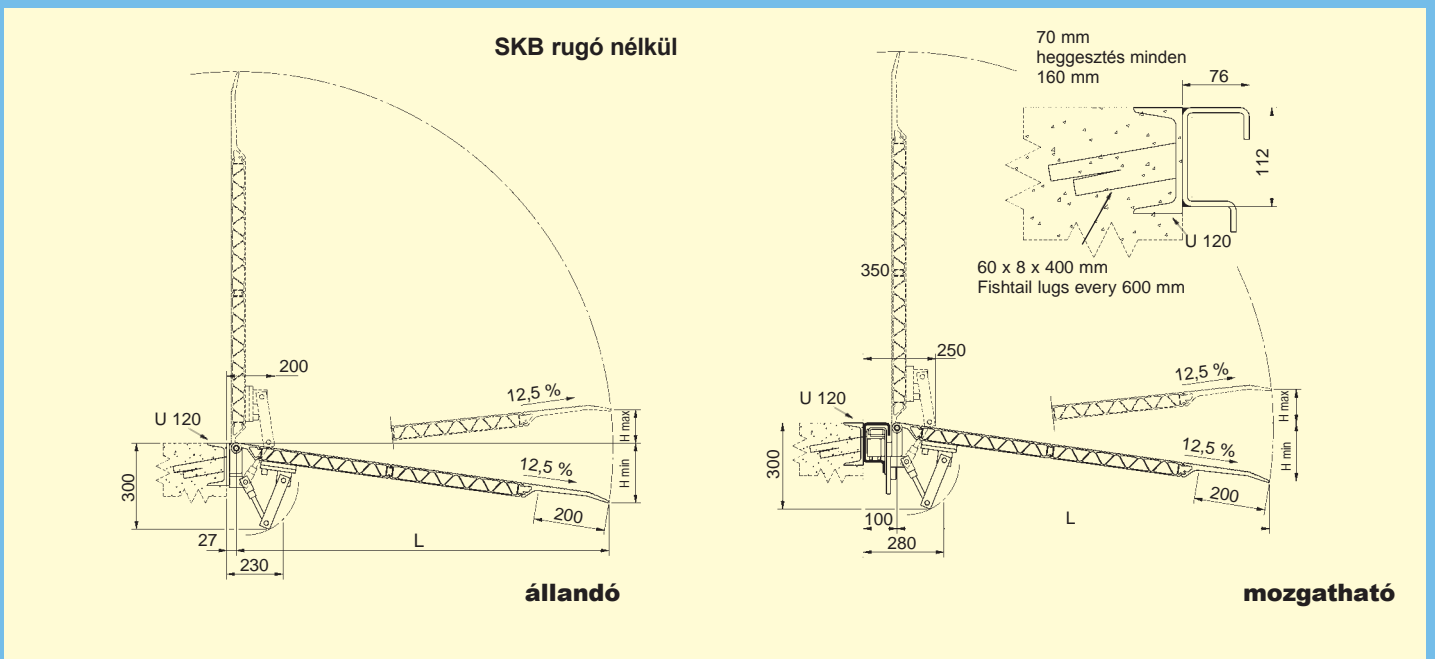 SKB rugó nélkül
200
12,5 %
U 120
H max
300
12,5 %
H min
200
27
L
230
állandó
70 mm
heggesztés minden
160 mm
76
112
U 120
60 x 8 x 400 mm
Fishtail lugs every 600 mm
350
250
12,5 %
U 120
H max
300
12,5 %
H min
200
100
L
280
mozgatható